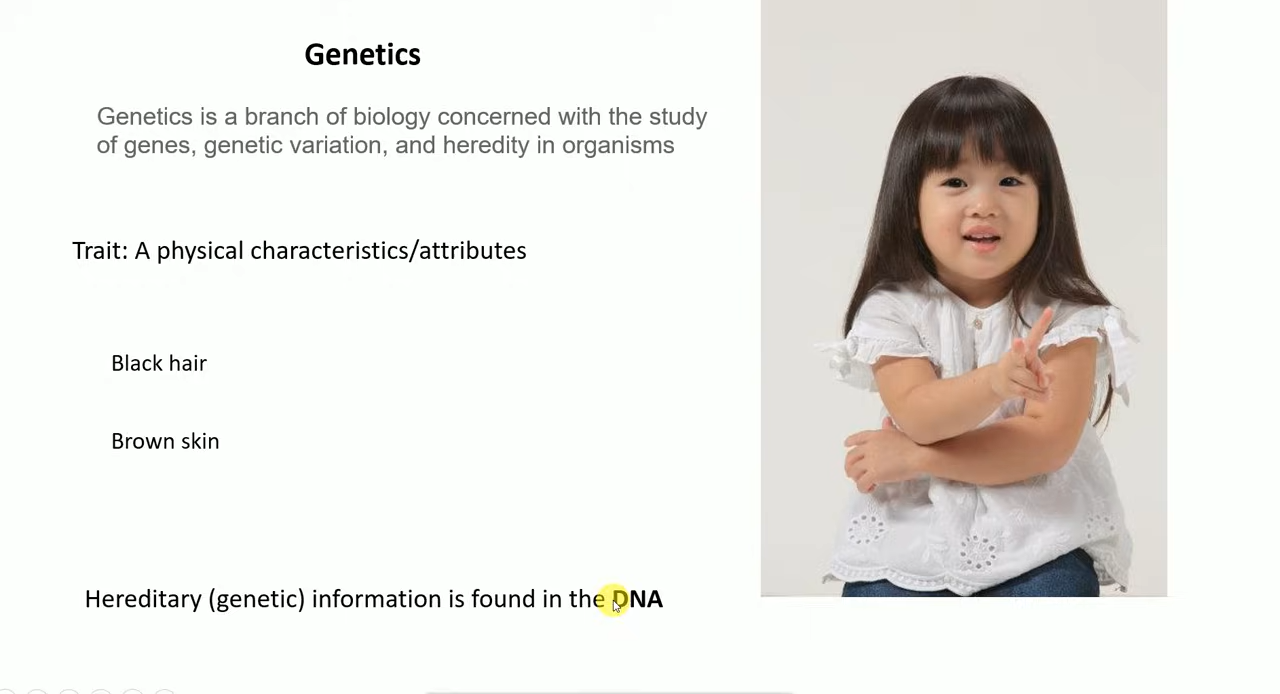 Genetics
Genetics is a branch of biology concerned with the study
of genes, genetic variation, and heredity in organisms
Trait: A physical characteristics/attributes
Black hair
Brown skin
Hereditary (genetic) information is found in the DNA